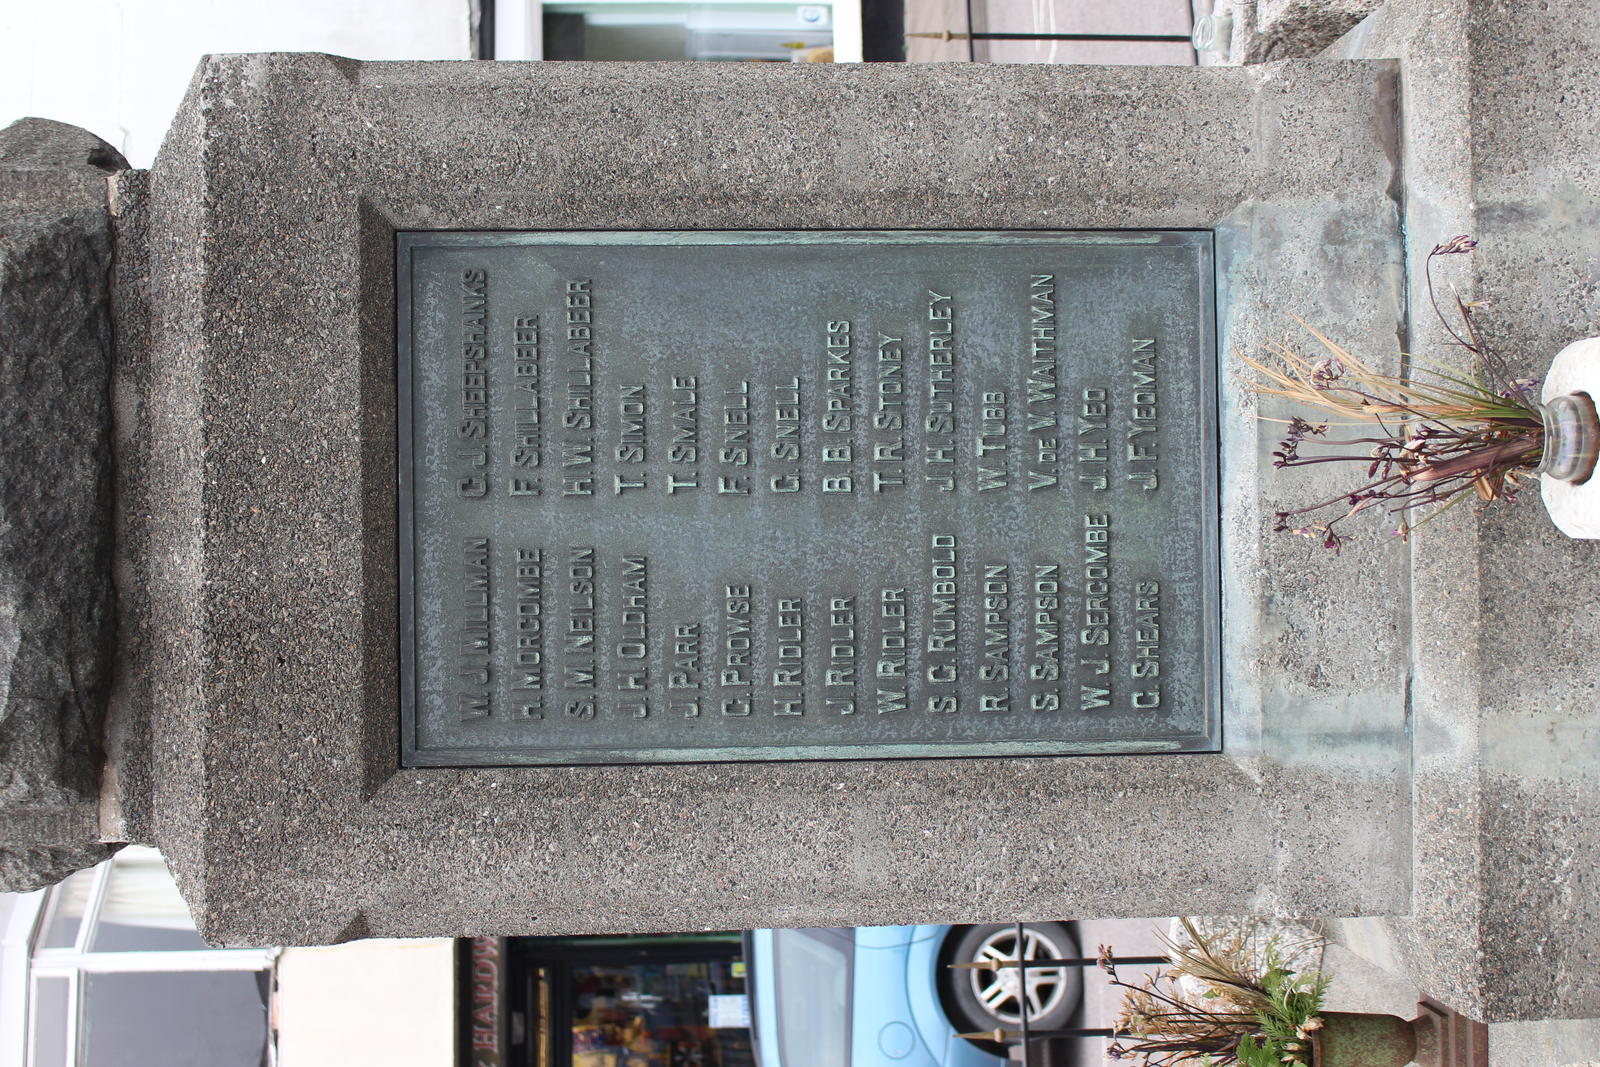 W. J. MILLMAN
H. MORCOMBE
S. M. NEILSON
J. H. OLDHAM
J. PARR
C. PROWSE
H. RIDLER
J. RIDLER
W. RIDLER
S. C. RUMBOLD
R. SAMPSON
S. SAMPSON
W. J. SERCOMBE
C. SHEARS
C. J. SHEEPSHANKS
F. SHILLABEER
H. W. SHILLABEER
T. SIMON
T. SMALE
F. SNELL
C. SNELL
B. B. SPARKES
T. R. STONEY
J. H. SUTHERLEY
W. TUBB
V. DE V. WAITHMAN
J. H. YEO
J. F. YEOMAN